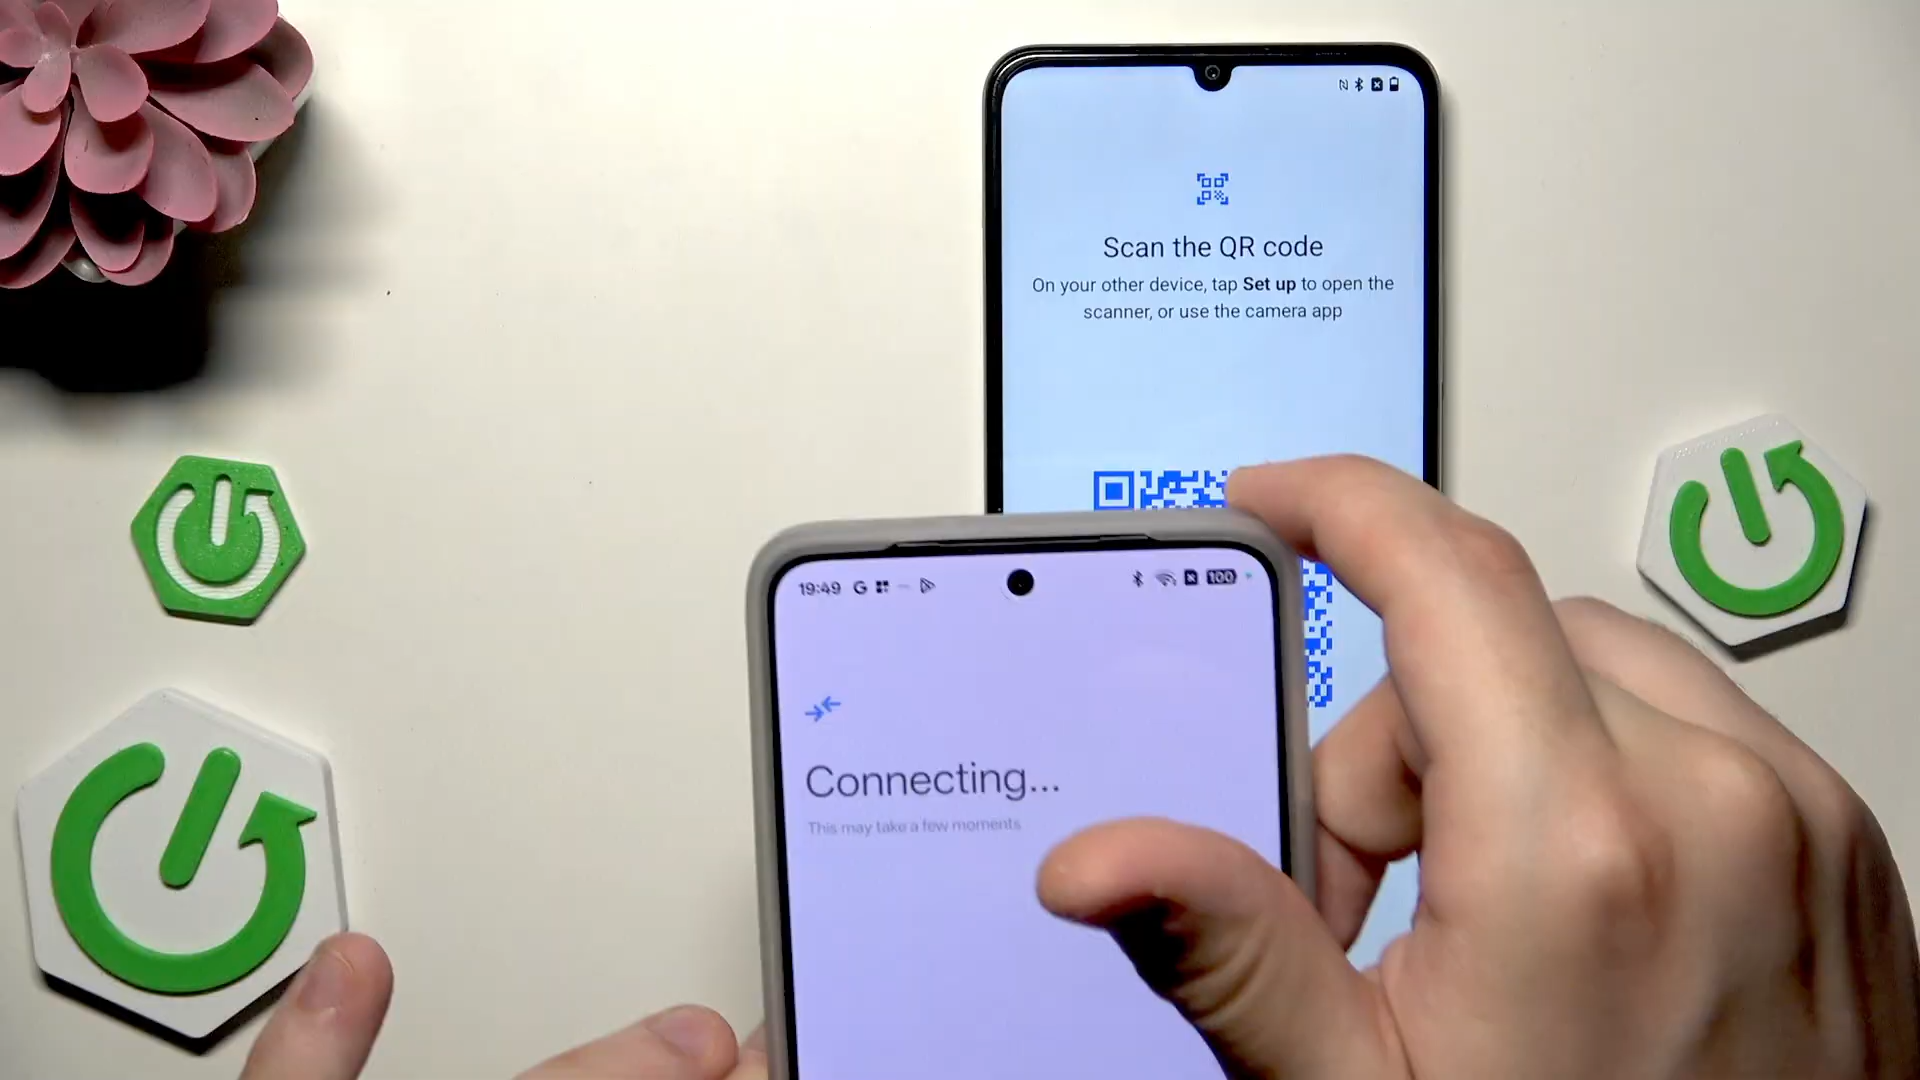 Scan the QR code
On your other device, tap Set up to open the
scanner, or use the camera app
19:49 G
100
Connecting...
This may take a few moments